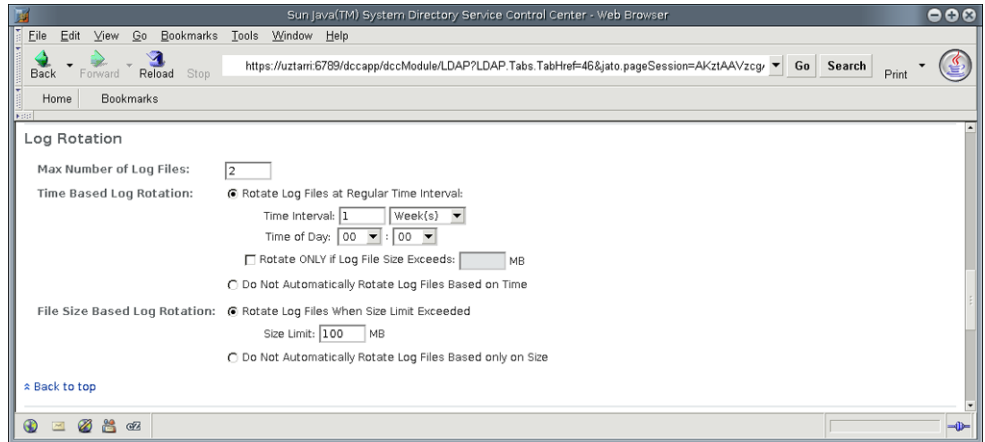 Sun Java(TM) System Directory Service Control Center - Web Browser
File Edit View Go Bookmarks Tools Window Help
Back Forward Reload Stop https://uztarri:6789/dccapp/dccModule/LDAP?LDAP.Tabs.TabHref=46&jato.pageSession=AKztAAVzcg Go Search Print
Home Bookmarks
Log Rotation
Max Number of Log Files: 2
Time Based Log Rotation: Rotate Log Files at Regular Time Interval:
Time Interval: 1 Week(s)
Time of Day: 00 : 00
Rotate ONLY if Log File Size Exceeds: MB
Do Not Automatically Rotate Log Files Based on Time
File Size Based Log Rotation: Rotate Log Files When Size Limit Exceeded
Size Limit: 100 MB
Do Not Automatically Rotate Log Files Based only on Size
Back to top